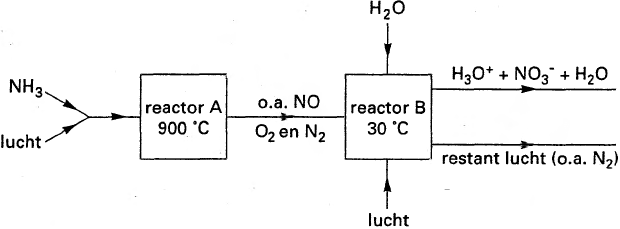 H₂O
NH₃
lucht
reactor A
900 °C
o.a. NO
O₂ en N₂
reactor B
30 °C
H₃O⁺ + NO₃⁻ + H₂O
restant lucht (o.a. N₂)
lucht